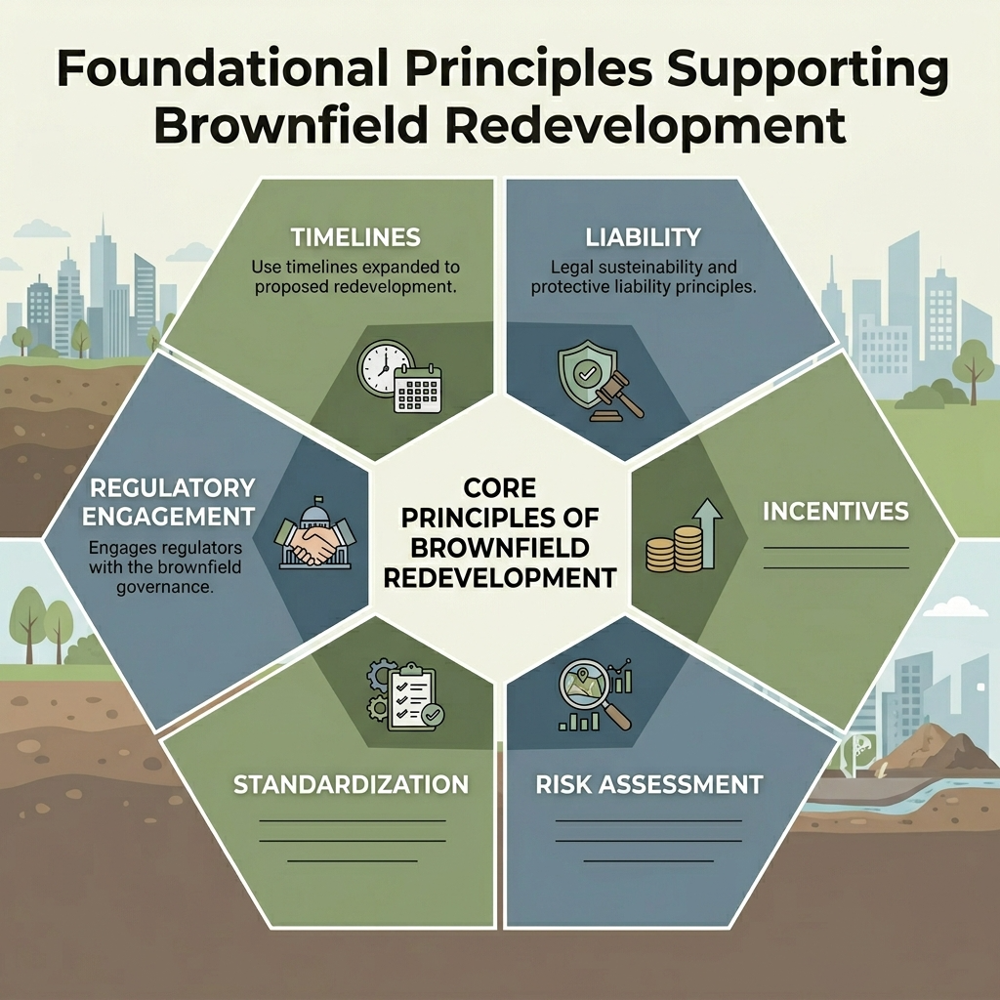 Foundational Principles Supporting
Brownfield Redevelopment
TIMELINES
Use timelines expanded to
proposed redevelopment.
LIABILITY
Legal sustainability and
protective liability principles.
REGULATORY
ENGAGEMENT
Engages regulators
with the brownfield
governance.
CORE
PRINCIPLES OF
BROWNFIELD
REDEVELOPMENT
INCENTIVES
STANDARDIZATION
RISK ASSESSMENT